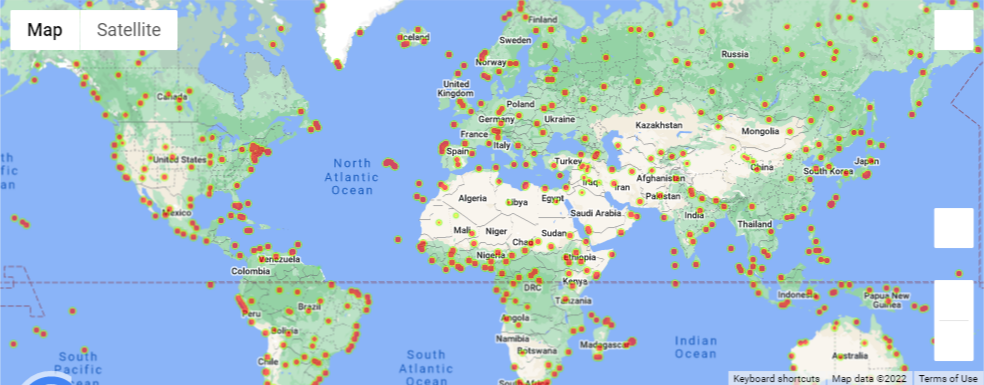 Map
Satellite
Finland
Iceland
Sweden
Russia
Norway
United
Kingdom
Canada
Poland
Germany
Ukraine
Kazakhstan
France
Mongolia
Italy
Spain
United States
North
Atlantic
Ocean
Turkey
China
Japan
South Korea
Afghanistan
Iraq
Iran
Pakistan
Algeria
Libya
Egypt
Saudi Arabia
India
Mexico
Mali
Niger
Sudan
Thailand
Chad
Nigeria
Ethiopia
Venezuela
Colombia
Kenya
DRC
Indonesia
Papua New
Guinea
Tanzania
Brazil
Peru
Angola
Bolivia
Namibia
Madagascar
Botswana
Indian
Ocean
South
Pacific
Ocean
South
Atlantic
Ocean
Chile
Australia
Keyboard shortcuts
Map data ©2022
Terms of Use